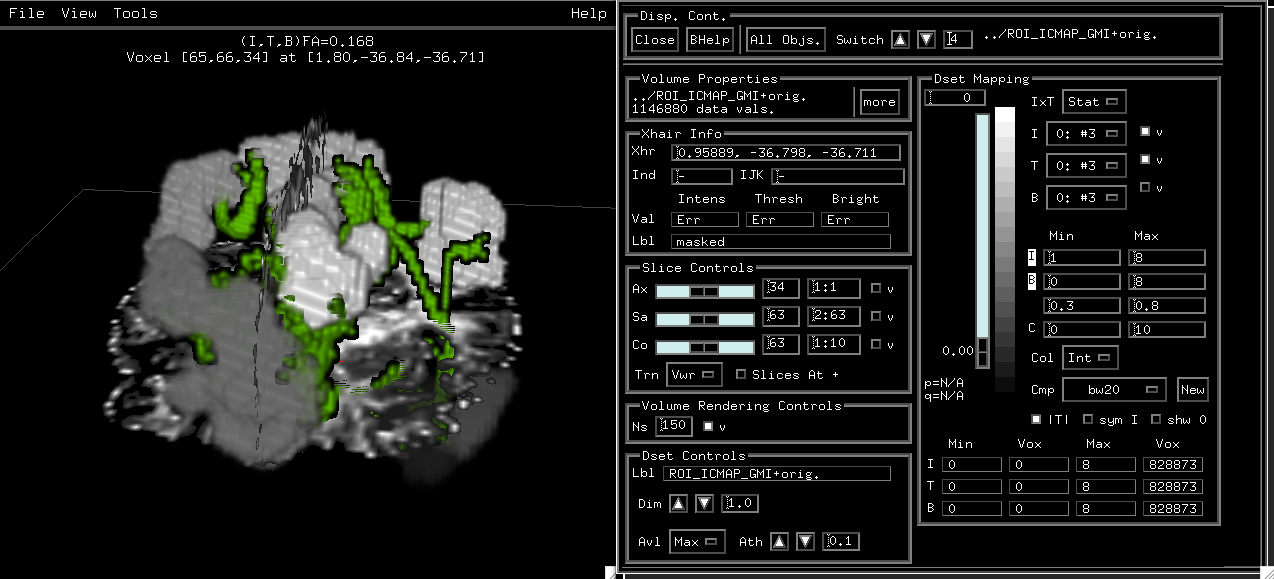 File View Tools Help
(I,T,B)FA=0.168
Voxel [65,66,34] at [1.80,-36.84,-36.71]
Disp. Cont.
Close BHelp All Objs. Switch 4 ../ROI_ICMAP_GMI+orig.
Volume Properties
../ROI_ICMAP_GMI+orig.
1146880 data vals.
more
Xhair Info
Xhr 0.95889, -36.798, -36.711
Ind - IJK -
Intens Thresh Bright
Val Err Err Err
Lbl masked
Slice Controls
Ax 34 1:1 v
Sa 63 2:63 v
Co 63 1:10 v
Trn Vwr Slices At +
Volume Rendering Controls
Ns 150 v
Dset Controls
Lbl ROI_ICMAP_GMI+orig.
Dim 1.0
Avl Max Ath 0.1
Dset Mapping
0
0.00
p=N/A
q=N/A
IxT Stat
I 0: #3 v
T 0: #3 v
B 0: #3 v
Min Max
I 1 8
B 0 8
0.3 0.8
C 0 10
Col Int
Cmp bw20 New
|T| sym I shw 0
Min Vox Max Vox
I 0 0 8 828873
T 0 0 8 828873
B 0 0 8 828873